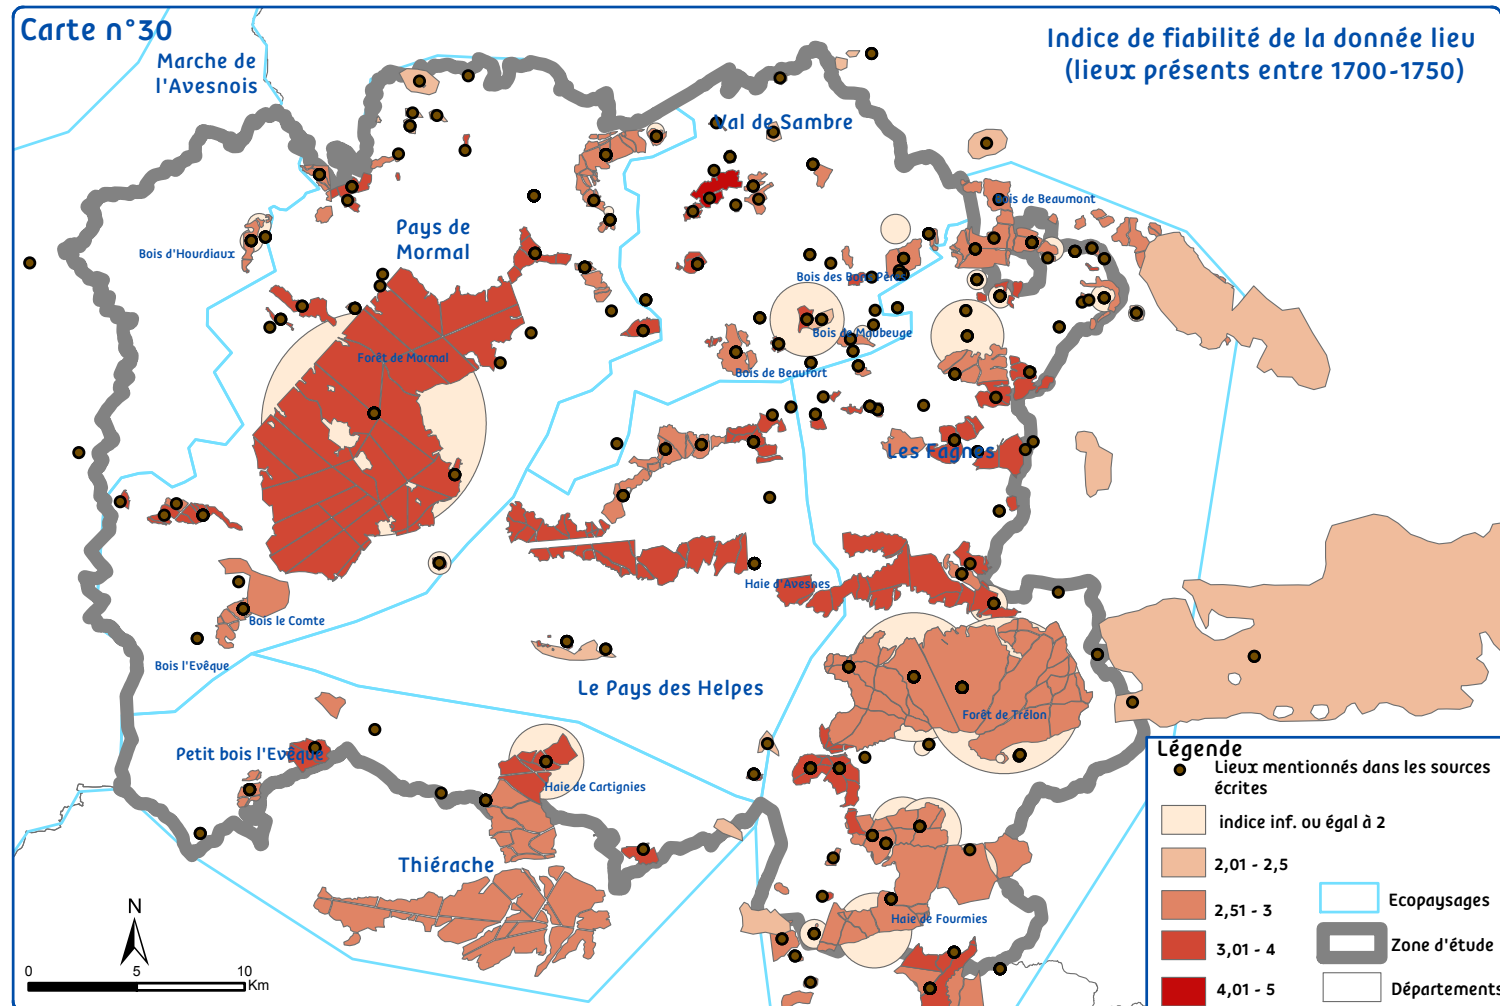 Carte n°30
Indice de fiabilité de la donnée lieu
(lieux présents entre 1700-1750)
Marche de
l'Avesnois
Val de Sambre
Bois de Beaumont
Pays de
Mormal
Bois d'Hourdiaux
Bois des Bons Pères
Bois de Maubeuge
Forêt de Mormal
Bois de Beaufort
Les Fagnes
Haie d'Avesnes
Bois le Comte
Bois l'Evêque
Le Pays des Helpes
Forêt de Trélon
Petit bois l'Evêque
Haie de Cartignies
Thiérache
Haie de Fourmies
N
0 5 10
Km
Légende
Lieux mentionnés dans les sources
écrites
indice inf. ou égal à 2
2,01 - 2,5
2,51 - 3
3,01 - 4
4,01 - 5
Ecopaysages
Zone d'étude
Départements